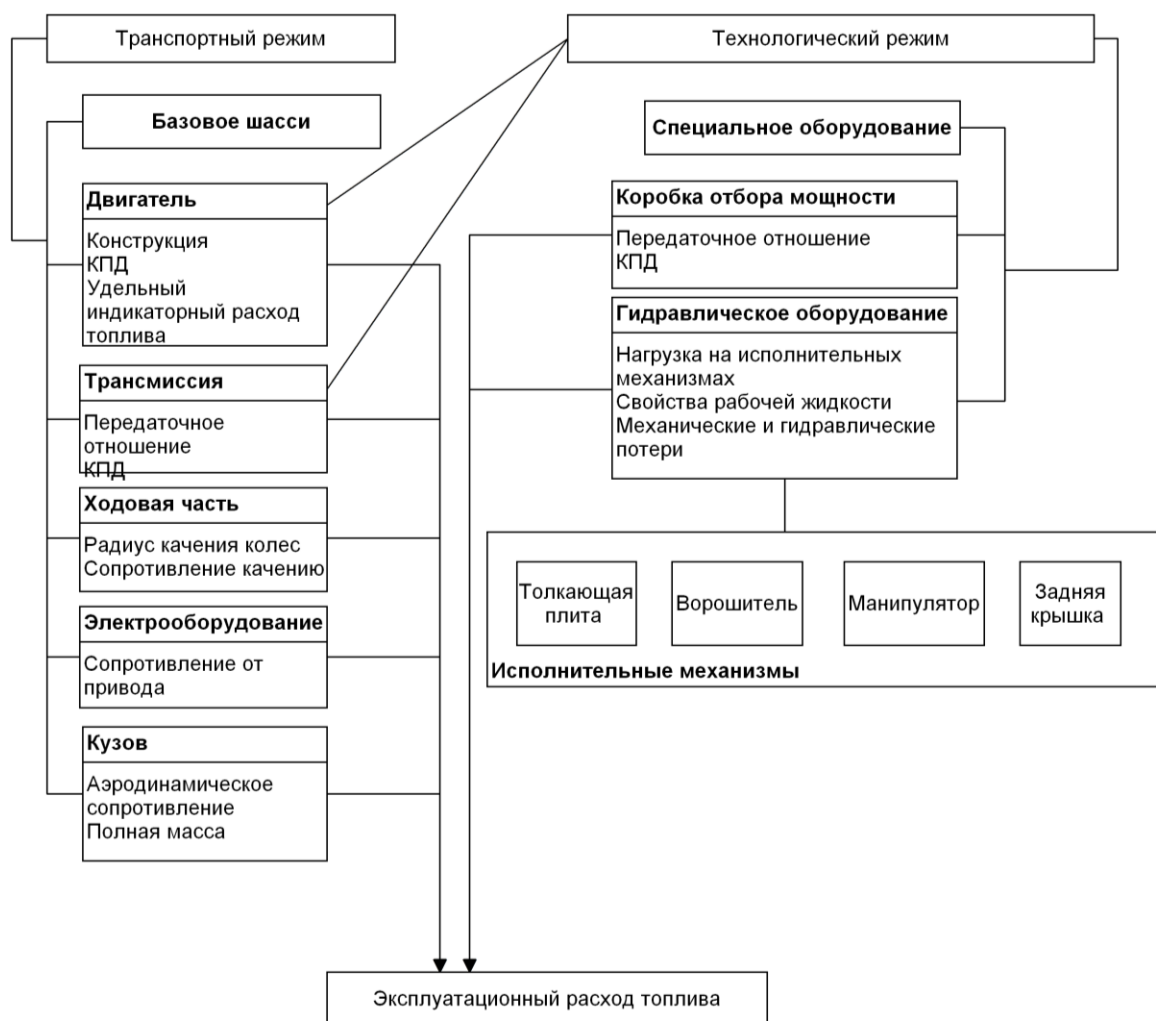 Транспортный режим
Технологический режим
Базовое шасси
Двигатель
Конструкция
КПД
Удельный
индикаторный расход
топлива
Трансмиссия
Передаточное
отношение
КПД
Ходовая часть
Радиус качения колес
Сопротивление качению
Электрооборудование
Сопротивление от
привода
Кузов
Аэродинамическое
сопротивление
Полная масса
Специальное оборудование
Коробка отбора мощности
Передаточное отношение
КПД
Гидравлическое оборудование
Нагрузка на исполнительных
механизмах
Свойства рабочей жидкости
Механические и гидравлические
потери
Толкающая
плита
Ворошитель
Манипулятор
Задняя
крышка
Исполнительные механизмы
Эксплуатационный расход топлива